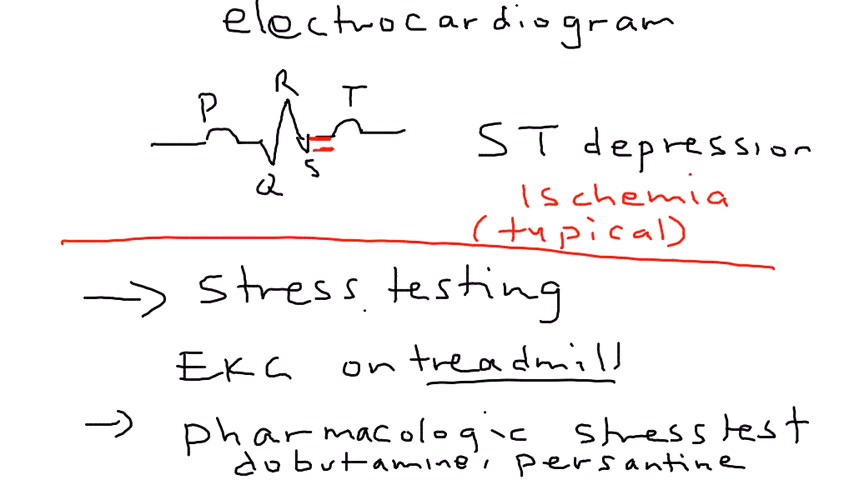 electrocardiogram
R
P
T
S
Q
ST depression
Ischemia
(typical)
→ Stress testing
EKG on treadmill
→ pharmacologic stress test
dobutamine, persantine